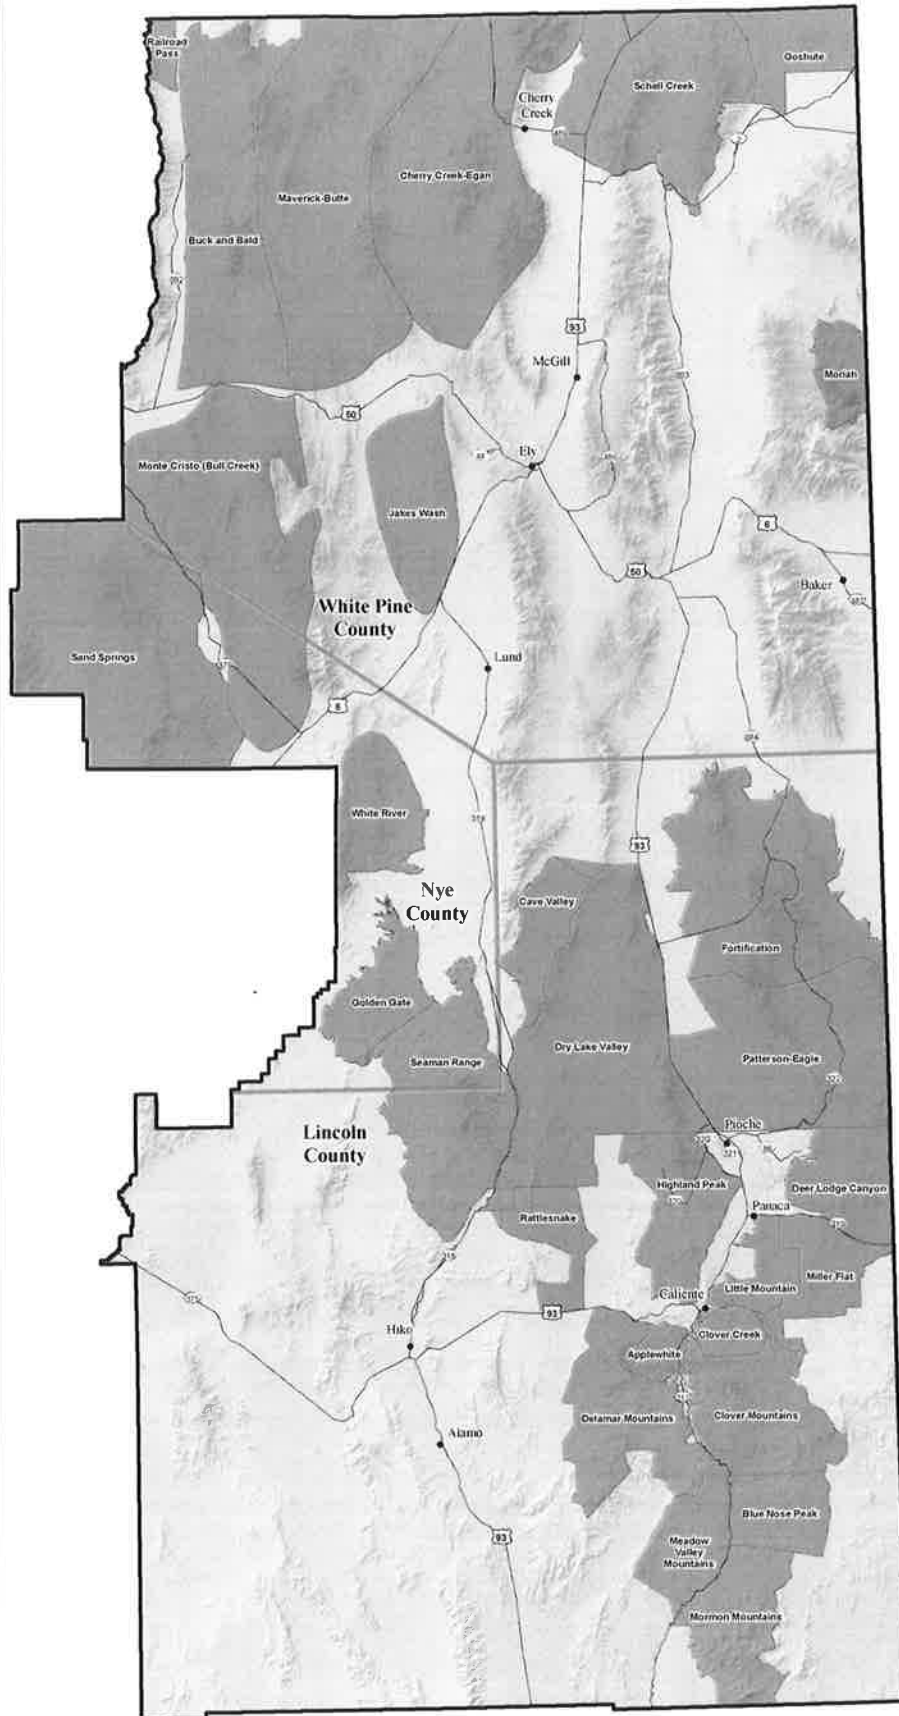 Railroad
Pass
Goshute
Schell Creek
Cherry
Creek
Cherry Creek-Egan
Maverick-Butte
Buck and Bald
93
McGill
Moriah
50
Ely
Monte Cristo (Bull Creek)
Jakes Wash
6
50
Baker
White Pine
County
Sand Springs
Lund
6
White River
318
93
Nye
County
Cave Valley
Fortification
Golden Gate
Seaman Range
Dry Lake Valley
Patterson-Eagle
322
Lincoln
County
Pioche
320
321
Highland Peak
Deer Lodge Canyon
Panaca
Rattlesnake
Miller Flat
Little Mountain
Caliente
93
Hiko
Clover Creek
Applewhite
Delamar Mountains
Clover Mountains
Alamo
Blue Nose Peak
93
Meadow
Valley
Mountains
Mormon Mountains